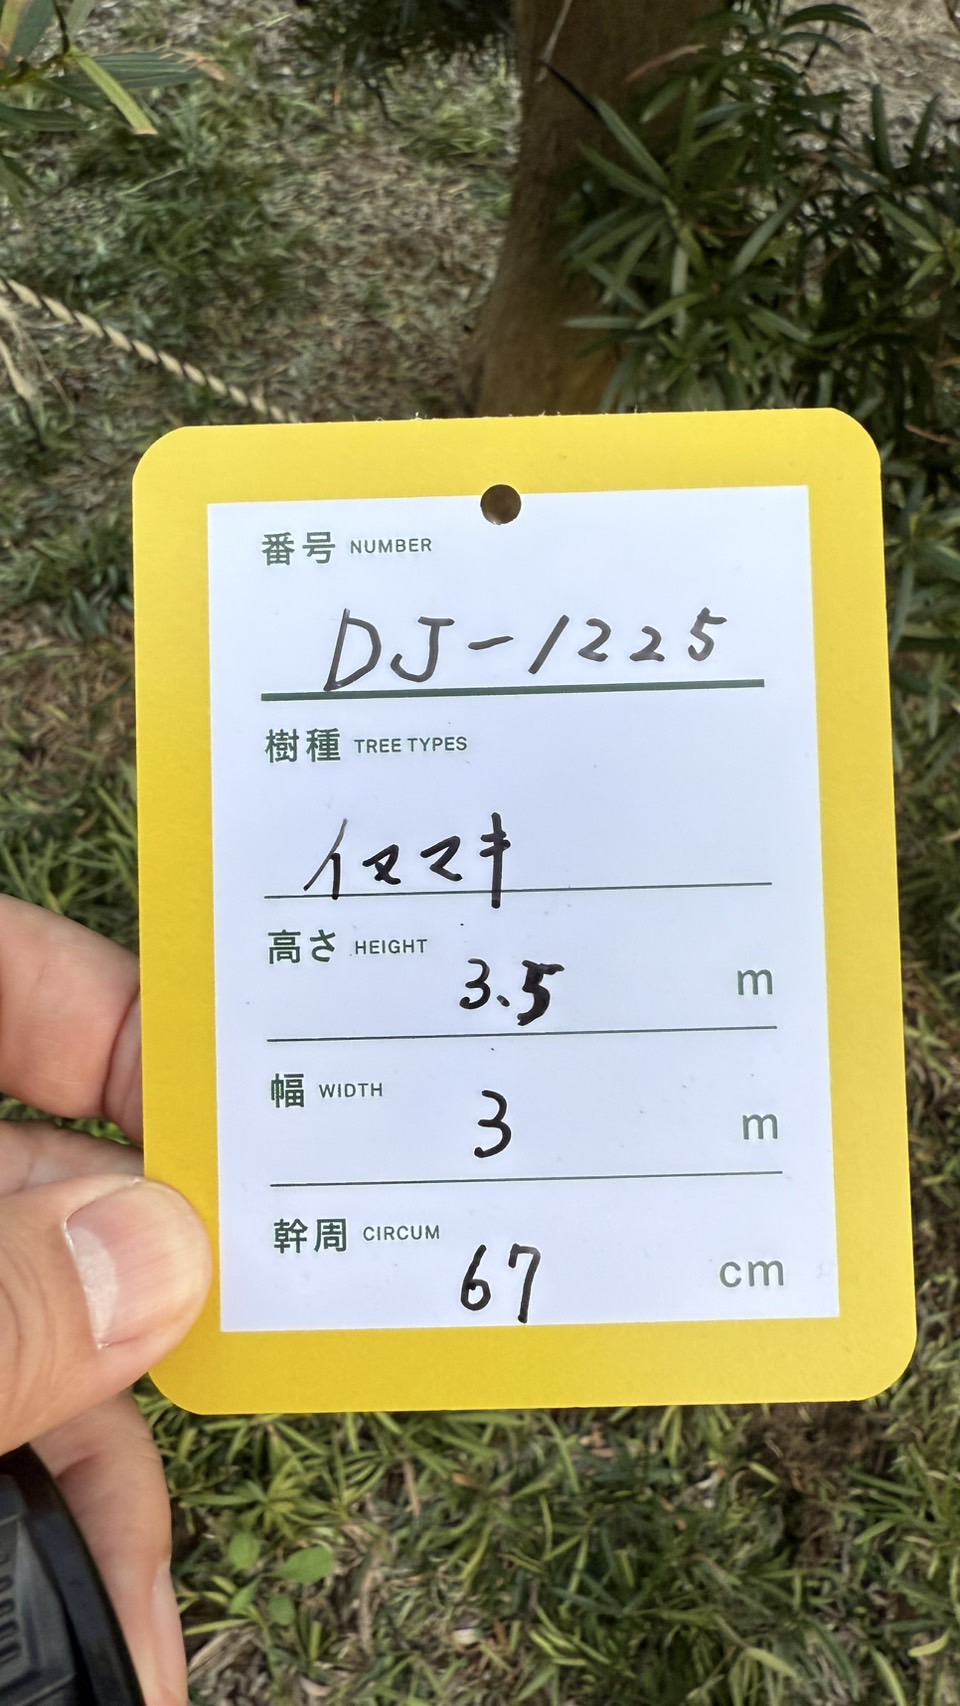 番号 NUMBER
DJ-1225
樹種 TREE TYPES
イヌマキ
高さ HEIGHT
3.5 m
幅 WIDTH
3 m
幹周 CIRCUM
67 cm